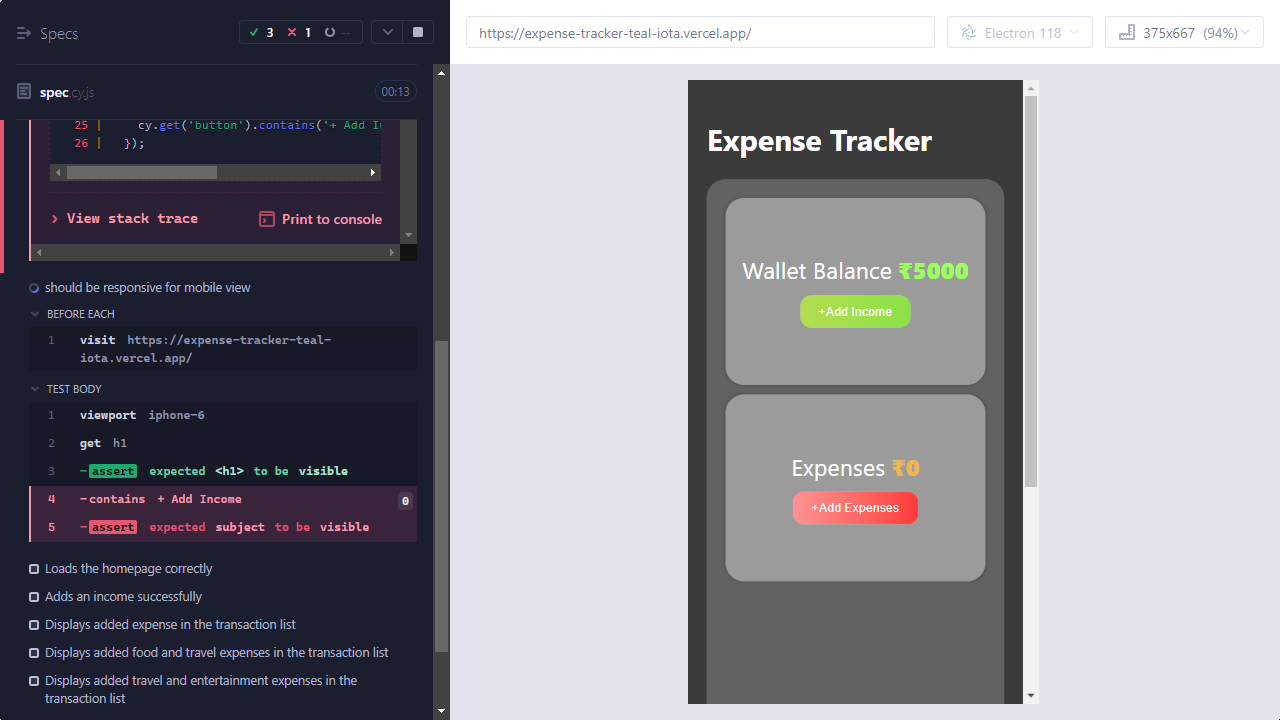 Specs
3
1
--
https://expense-tracker-teal-iota.vercel.app/
Electron 118
375x667 (94%)
spec.cy.js
00:13
25 | cy.get('button').contains('+ Add In
26 | });
View stack trace
Print to console
should be responsive for mobile view
BEFORE EACH
1 visit https://expense-tracker-teal-
iota.vercel.app/
TEST BODY
1 viewport iphone-6
2 get h1
3 -assert expected <h1> to be visible
4 -contains + Add Income 0
5 -assert expected subject to be visible
Loads the homepage correctly
Adds an income successfully
Displays added expense in the transaction list
Displays added food and travel expenses in the transaction list
Displays added travel and entertainment expenses in the
transaction list
Expense Tracker
Wallet Balance ₹5000
+Add Income
Expenses ₹0
+Add Expenses